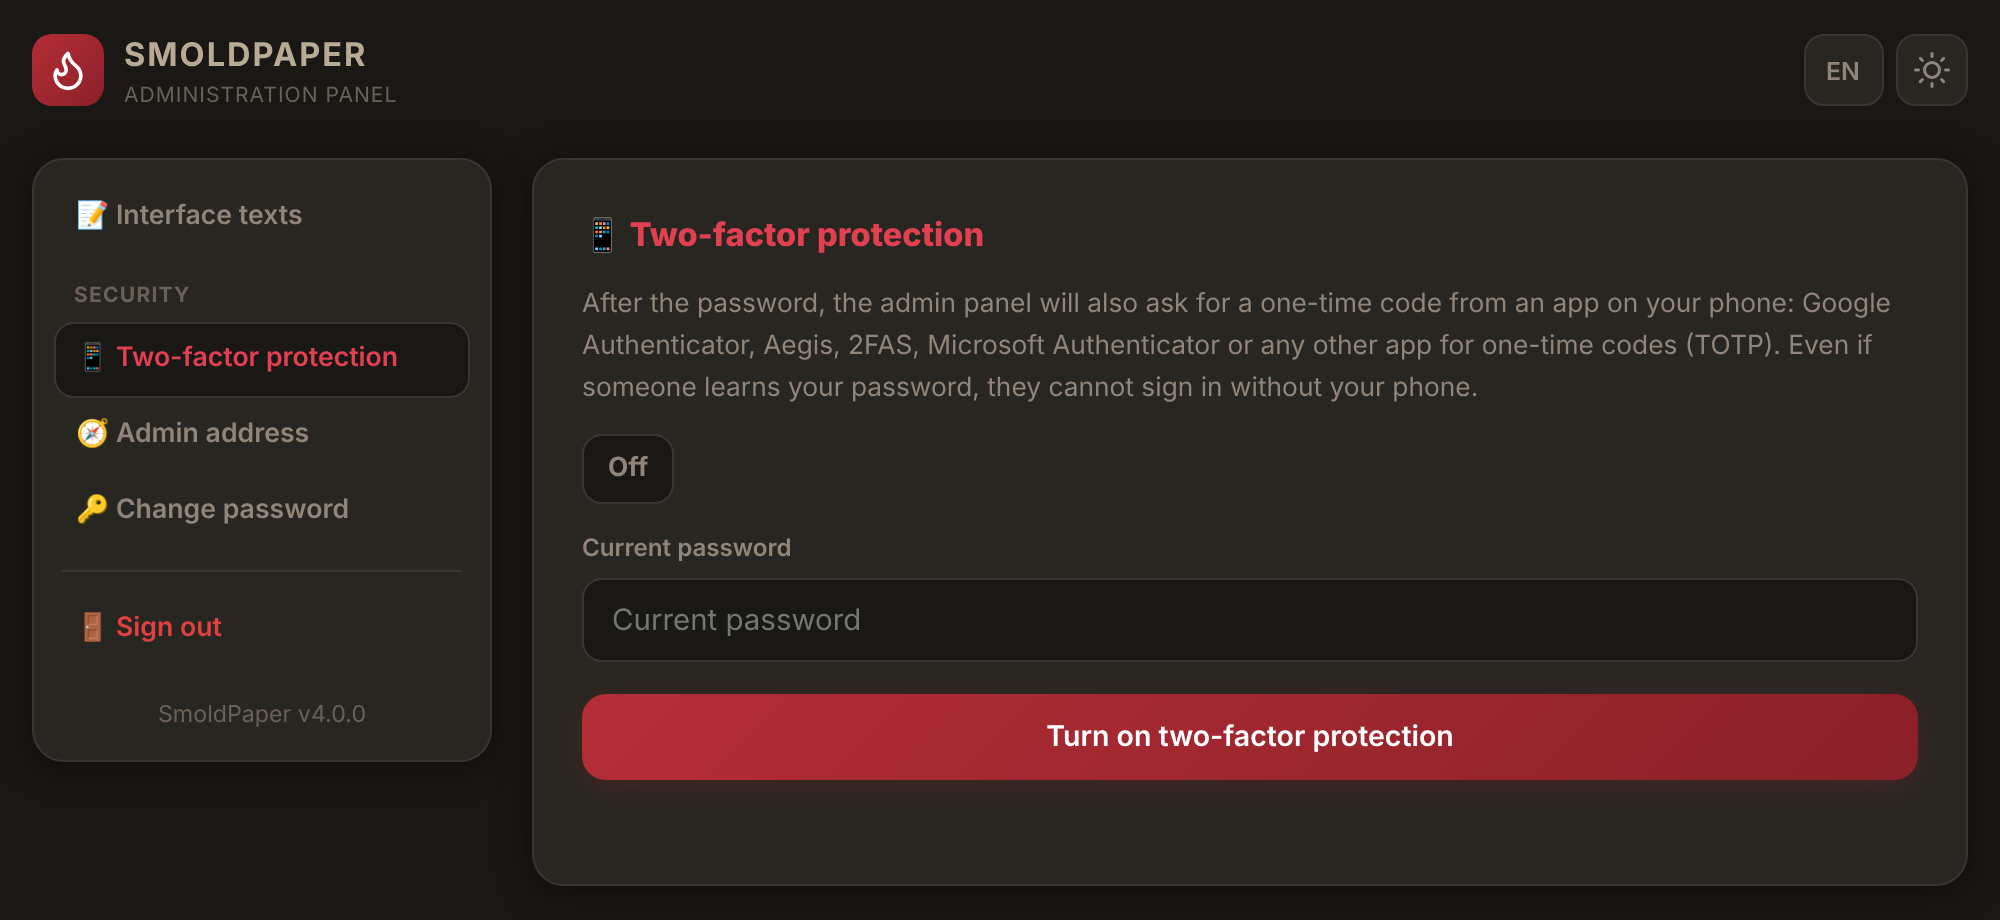 SMOLDPAPER
ADMINISTRATION PANEL
EN
Interface texts
SECURITY
Two-factor protection
Admin address
Change password
Sign out
SmoldPaper v4.0.0
Two-factor protection
After the password, the admin panel will also ask for a one-time code from an app on your phone: Google
Authenticator, Aegis, 2FAS, Microsoft Authenticator or any other app for one-time codes (TOTP). Even if
someone learns your password, they cannot sign in without your phone.
Off
Current password
Current password
Turn on two-factor protection